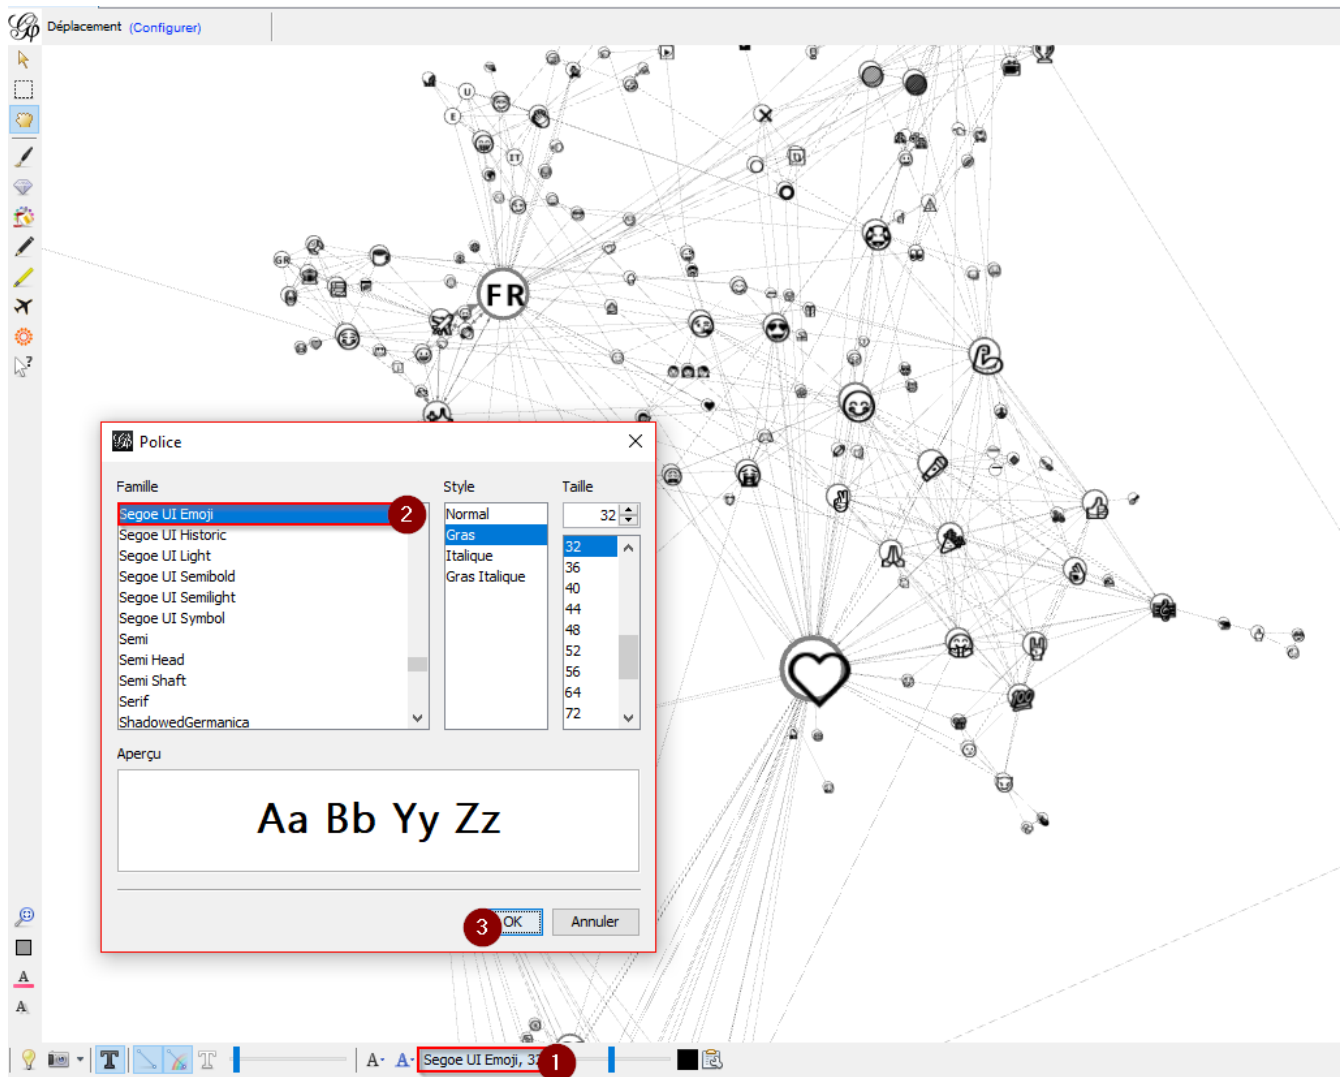 Déplacement (Configurer)
U
E
IT
GR
FR
Police
Famille
Style
Taille
Segoe UI Emoji
2
Normal
32
Segoe UI Historic
Gras
32
Segoe UI Light
Italique
36
Segoe UI Semibold
Gras Italique
40
Segoe UI Semilight
44
Segoe UI Symbol
48
Semi
52
Semi Head
56
Semi Shaft
64
Serif
72
ShadowedGermanica
100
Aperçu
Aa Bb Yy Zz
3
OK
Annuler
A
A
T
T
A
A
Segoe UI Emoji, 32
1